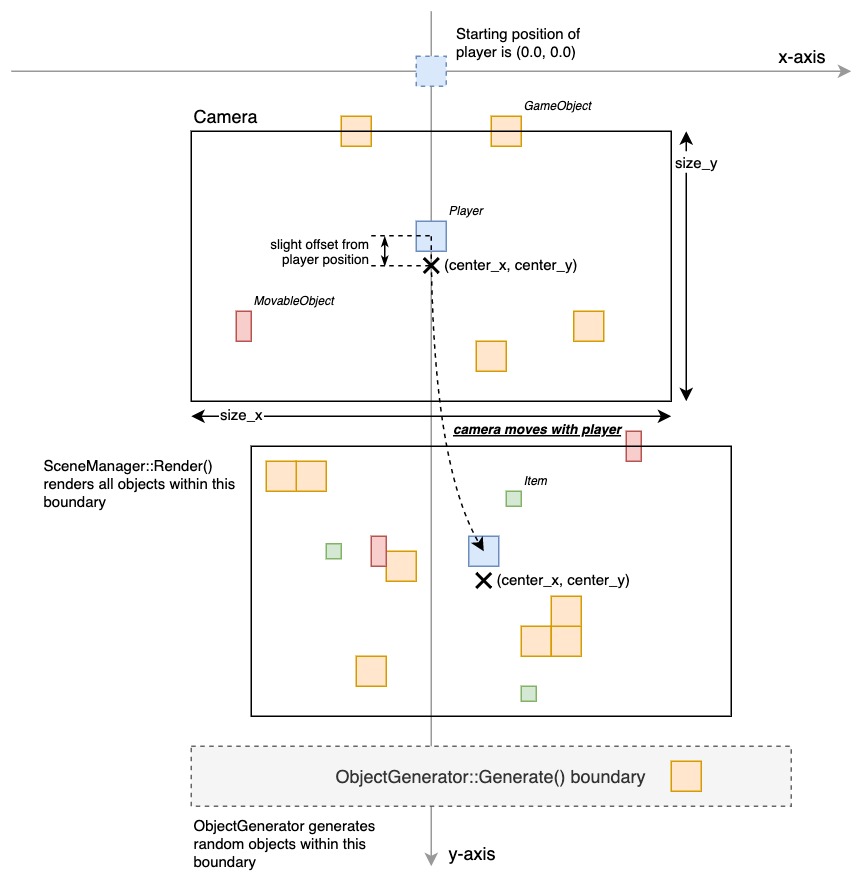 Starting position of
player is (0.0, 0.0)
x-axis
Camera
GameObject
size_y
Player
slight offset from
player position
(center_x, center_y)
MovableObject
size_x
camera moves with player
SceneManager::Render()
renders all objects within this
boundary
Item
(center_x, center_y)
ObjectGenerator::Generate() boundary
ObjectGenerator generates
random objects within this
boundary
y-axis